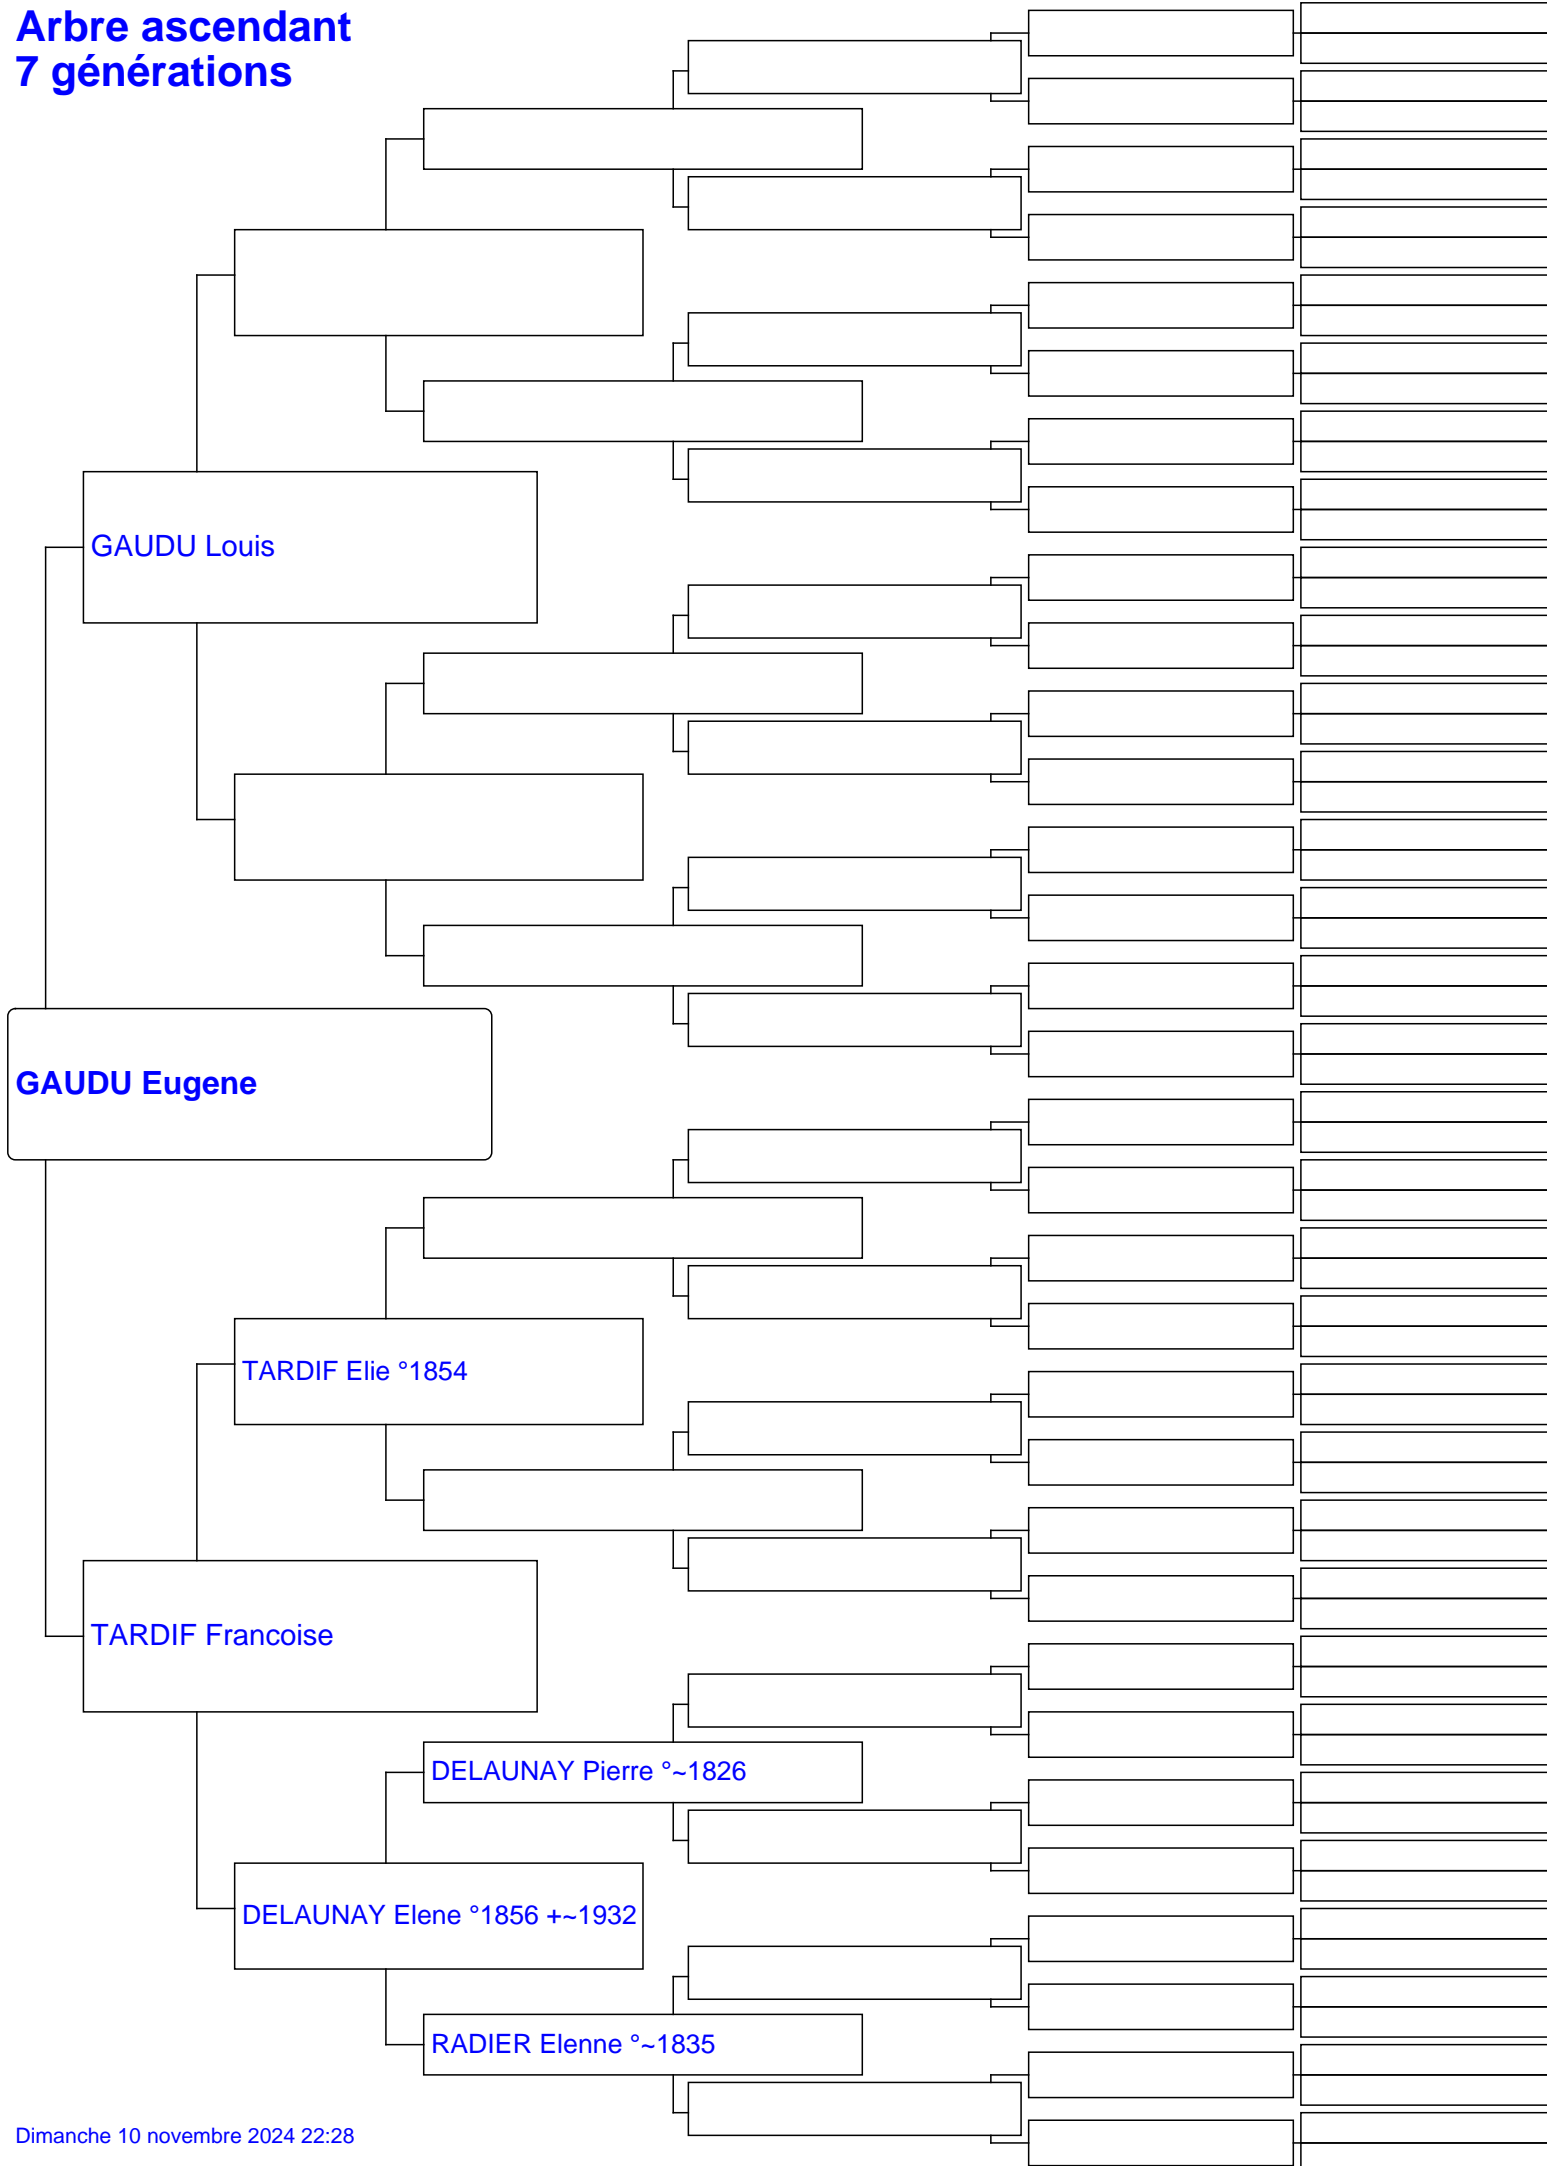 Arbre ascendant
7 générations
GAUDU Louis
GAUDU Eugene
TARDIF Elie °1854
TARDIF Francoise
DELAUNAY Pierre °~1826
DELAUNAY Elene °1856 +~1932
RADIER Elenne °~1835
Dimanche 10 novembre 2024 22:28